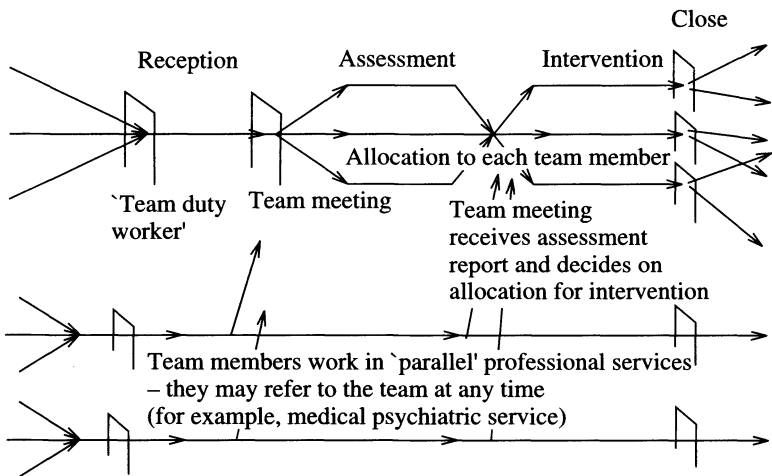 Close
Reception
Assessment
Intervention
Allocation to each team member
`Team duty
worker'
Team meeting
Team meeting
receives assessment
report and decides on
allocation for intervention
Team members work in `parallel' professional services
– they may refer to the team at any time
(for example, medical psychiatric service)